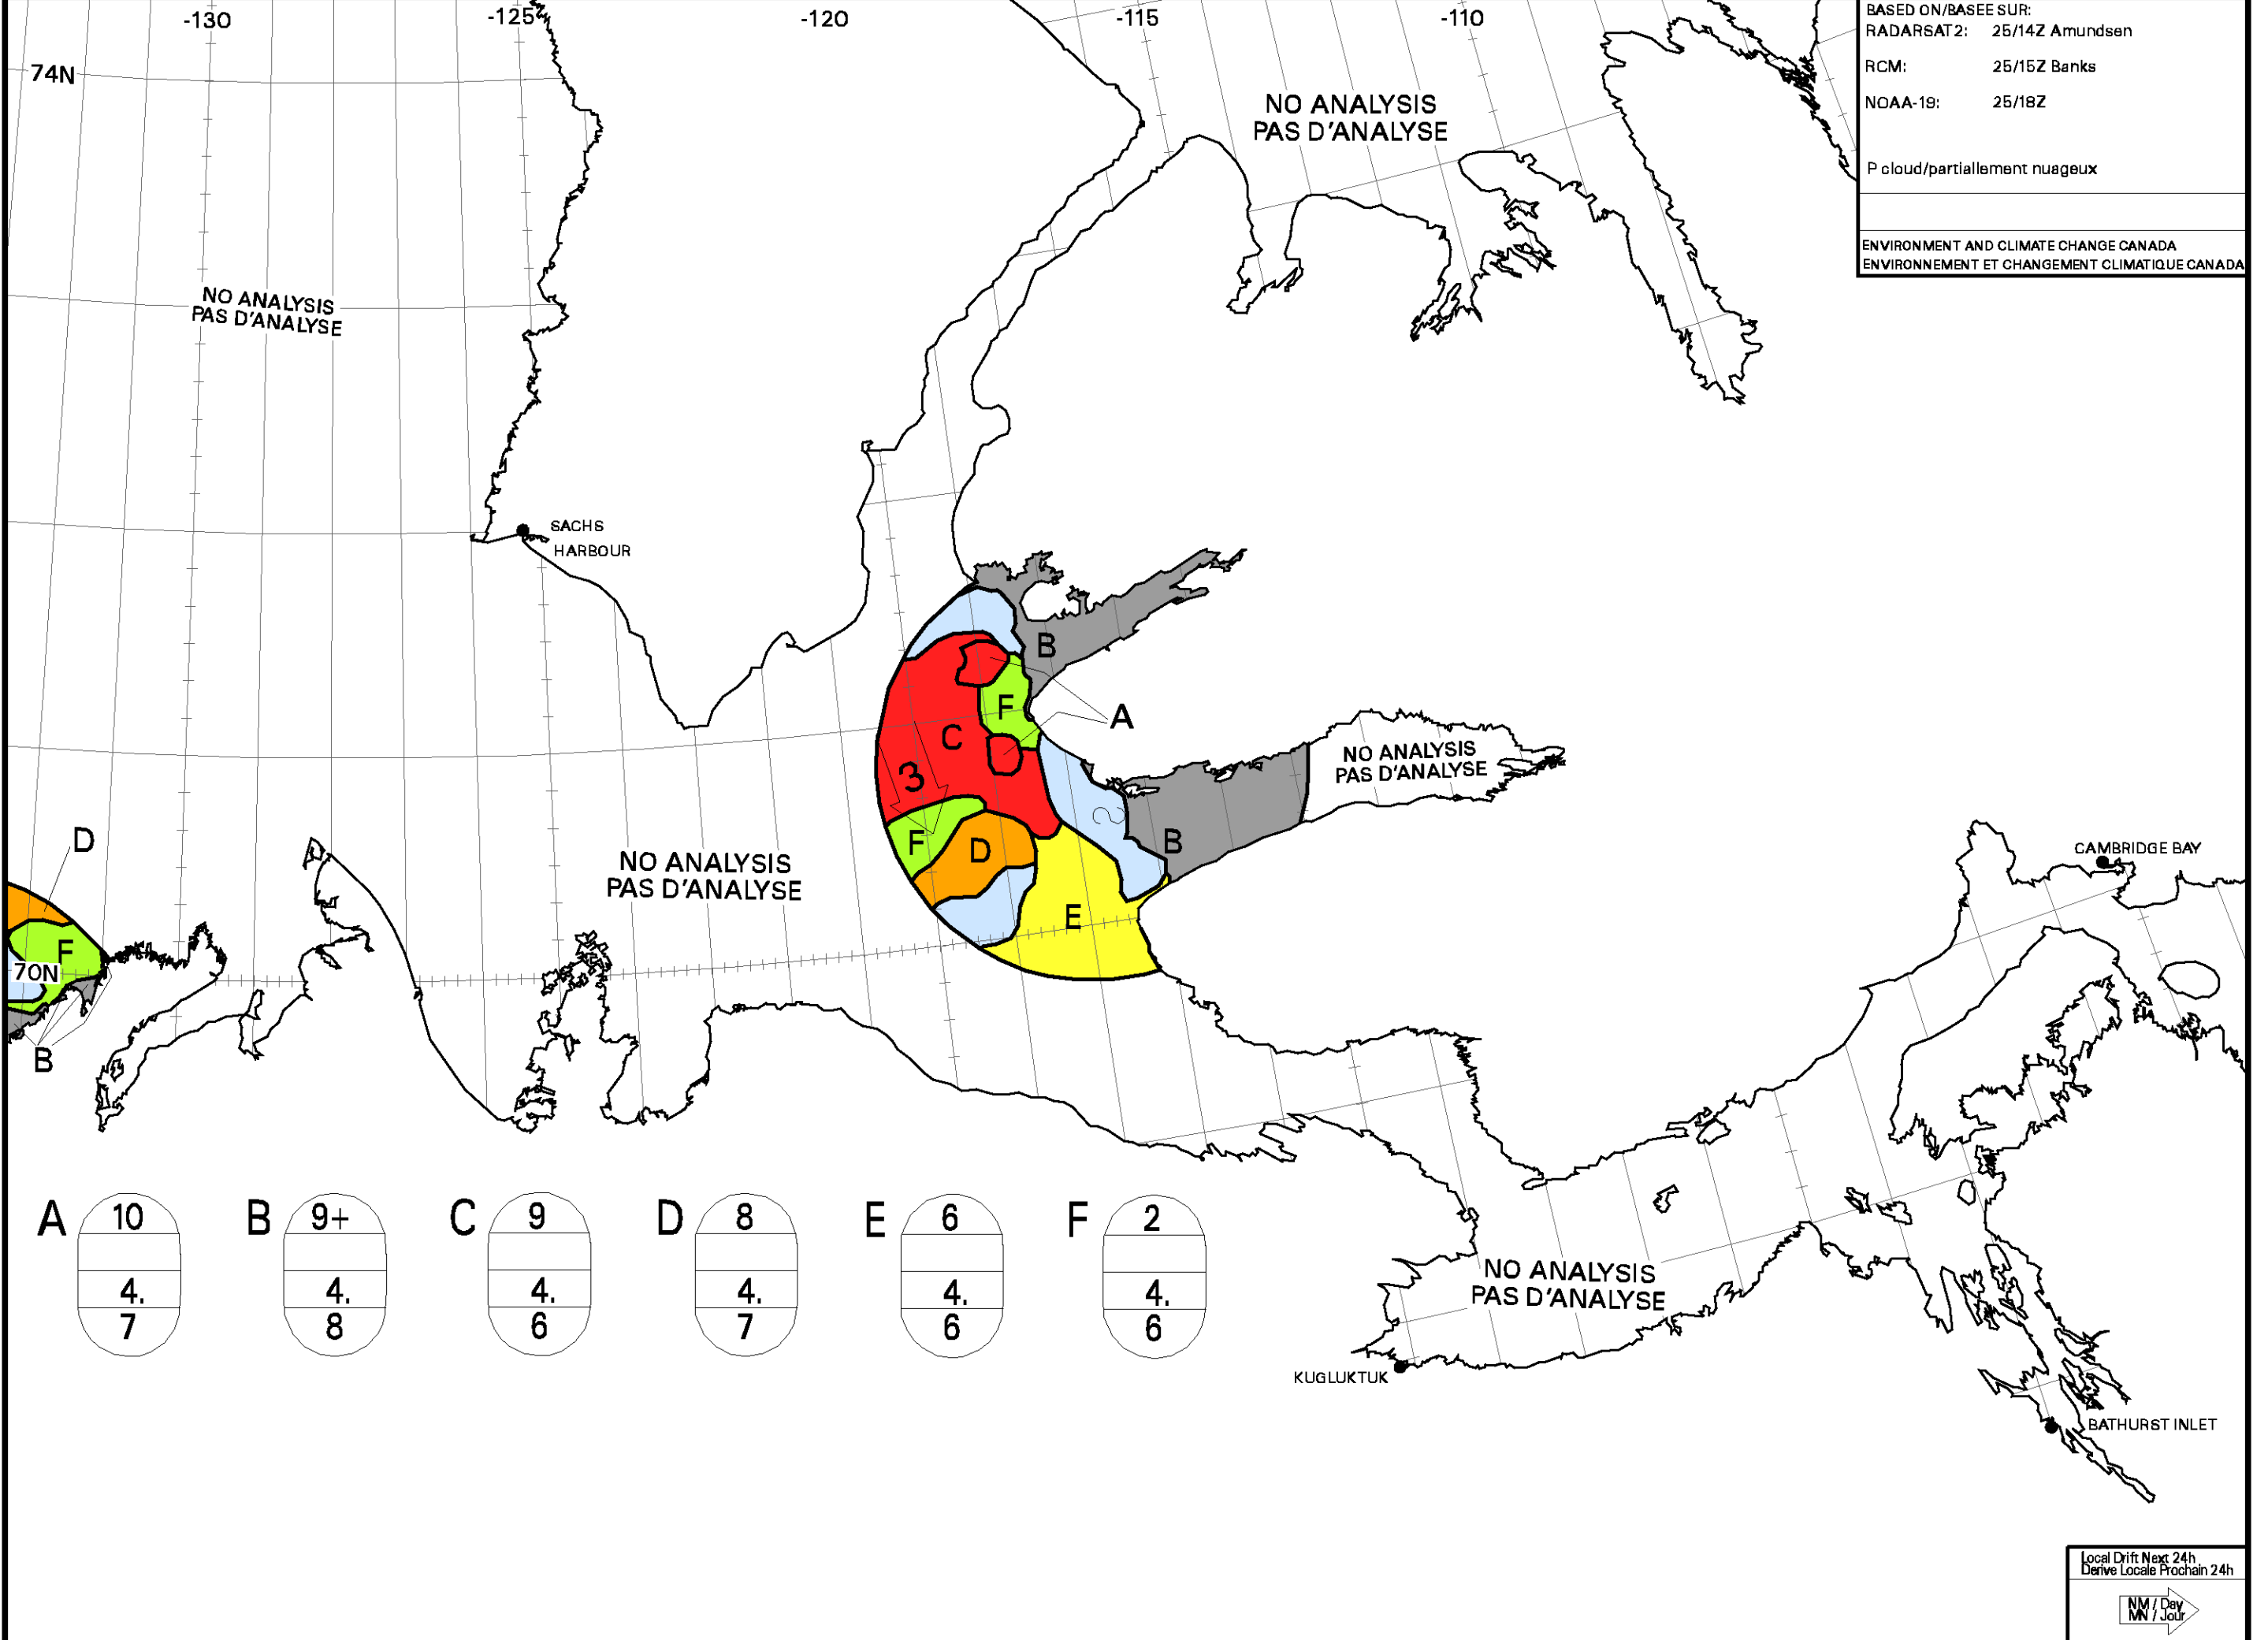 -130
-125
-120
-115
-110
BASED ON/BASEE SUR:
RADARSAT2: 25/14Z Amundsen
RCM: 25/15Z Banks
NOAA-19: 25/18Z
P cloud/partiallement nuageux
ENVIRONMENT AND CLIMATE CHANGE CANADA
ENVIRONNEMENT ET CHANGEMENT CLIMATIQUE CANADA
74N
NO ANALYSIS
PAS D'ANALYSE
NO ANALYSIS
PAS D'ANALYSE
SACHS
HARBOUR
B
F
A
C
3
NO ANALYSIS
PAS D'ANALYSE
2
F
D
B
D
NO ANALYSIS
PAS D'ANALYSE
CAMBRIDGE BAY
E
F
70N
B
A
10
4.
7
B
9+
4.
8
C
9
4.
6
D
8
4.
7
E
6
4.
6
F
2
4.
6
NO ANALYSIS
PAS D'ANALYSE
KUGLUKTUK
BATHURST INLET
Local Drift Next 24h
Derive Locale Prochain 24h
NM / Day
MN / Jour